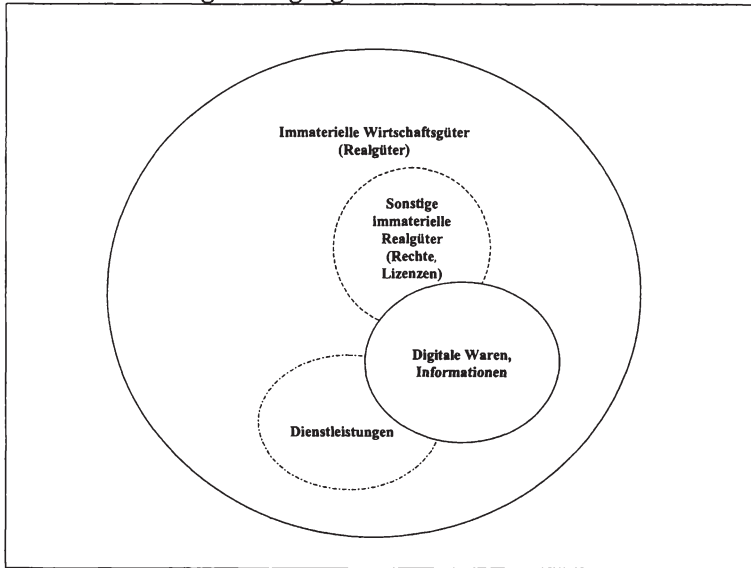 Immaterielle Wirtschaftsgüter
(Realgüter)
Sonstige
immaterielle
Realgüter
(Rechte,
Lizenzen)
Digitale Waren,
Informationen
Dienstleistungen